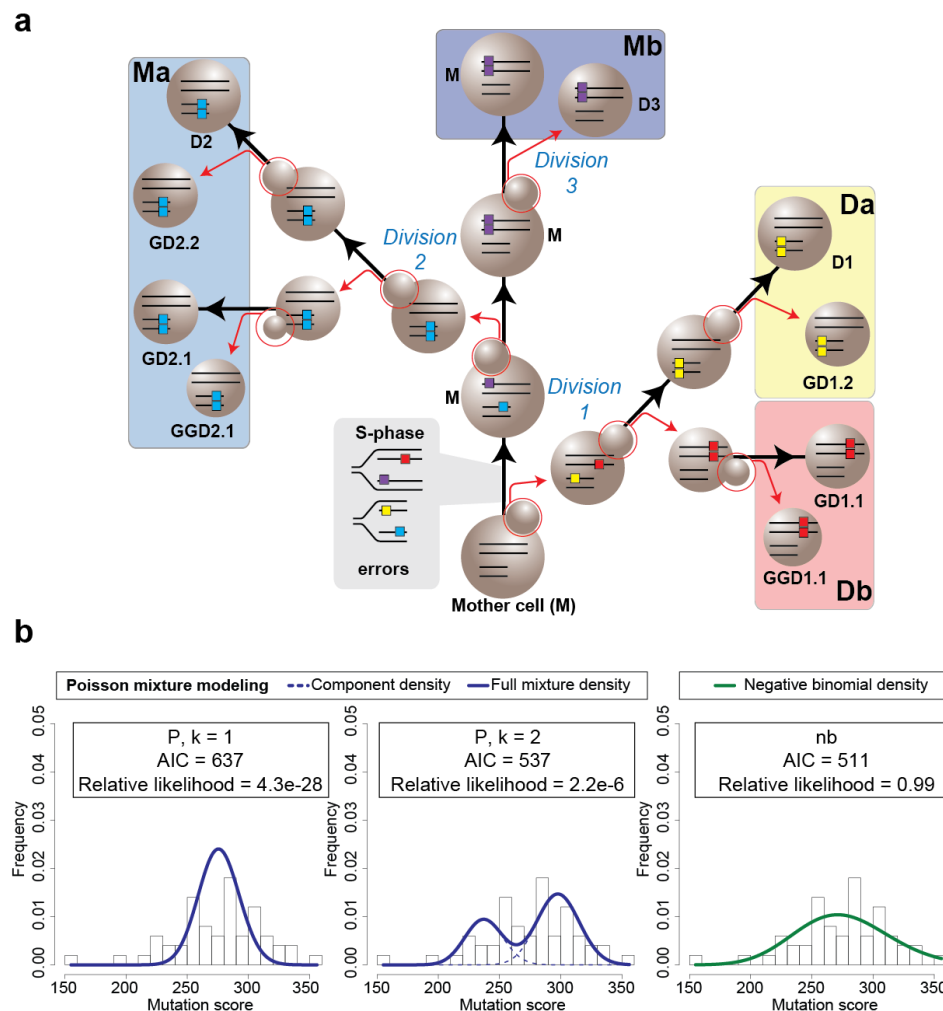 a
Ma
Mb
M
D3
D2
Division
3
GD2.2
Division
2
M
Da
D1
GD2.1
GD1.2
M
Division
1
GGD2.1
S-phase
errors
GD1.1
GGD1.1
Mother cell (M)
Db
b
Poisson mixture modeling Component density Full mixture density Negative binomial density
P, k = 1
AIC = 637
Relative likelihood = 4.3e-28
Frequency
0.00 0.01 0.02 0.03 0.04 0.05
150 200 250 300 350
Mutation score
P, k = 2
AIC = 537
Relative likelihood = 2.2e-6
Frequency
0.00 0.01 0.02 0.03 0.04 0.05
150 200 250 300 350
Mutation score
nb
AIC = 511
Relative likelihood = 0.99
Frequency
0.00 0.01 0.02 0.03 0.04 0.05
150 200 250 300 350
Mutation score